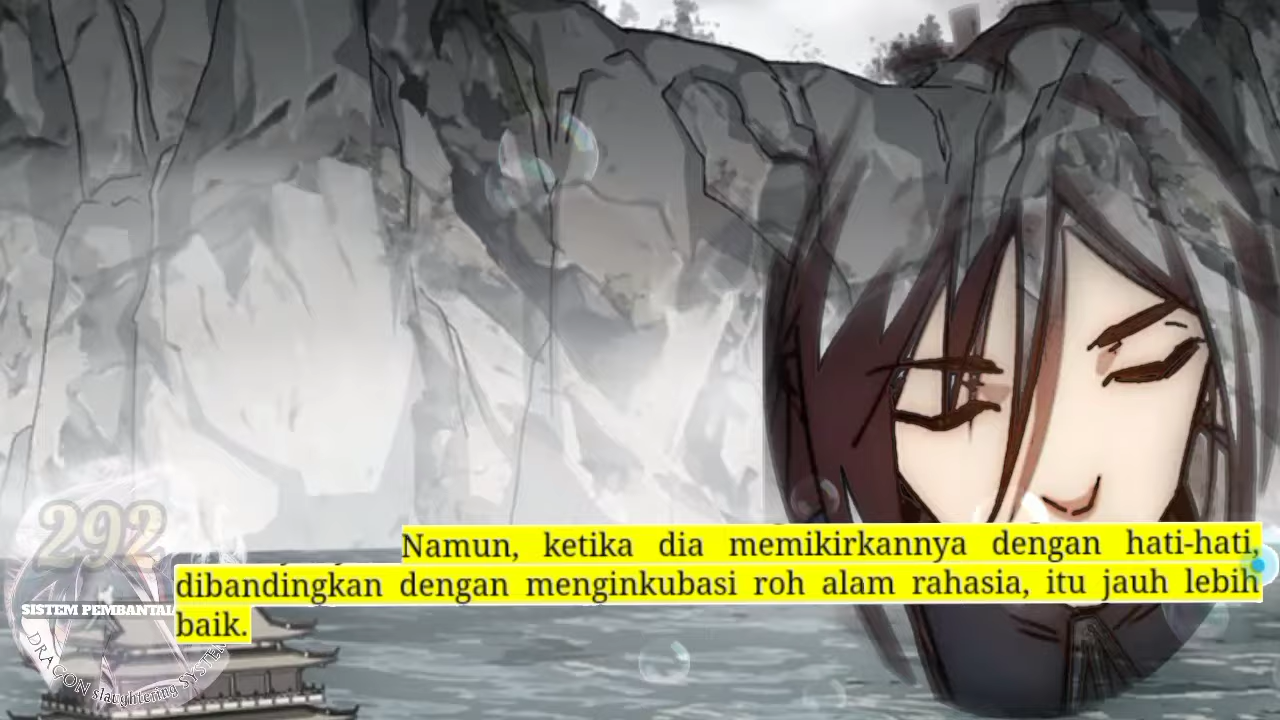 Namun, ketika dia memikirkannya dengan hati-hati,
dibandingkan dengan menginkubasi roh alam rahasia, itu jauh lebih
baik.
292
SISTEM PEMBANTAI
DRAGON slaughtering SYSTEM